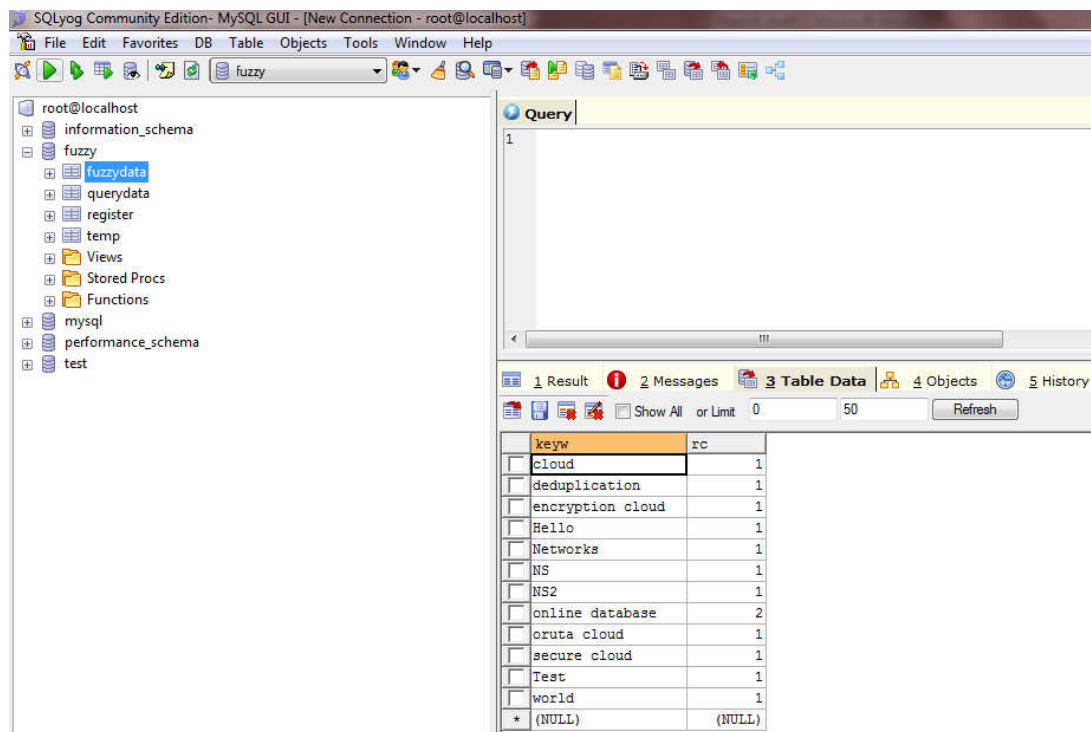 SQLyog Community Edition- MySQL GUI - [New Connection - root@localhost]
File Edit Favorites DB Table Objects Tools Window Help
fuzzy
root@localhost
information_schema
fuzzy
fuzzydata
querydata
register
temp
Views
Stored Procs
Functions
mysql
performance_schema
test
Query
1
1 Result 2 Messages 3 Table Data 4 Objects 5 History
Show All or Limit 0 50 Refresh
keyw rc
cloud 1
deduplication 1
encryption cloud 1
Hello 1
Networks 1
NS 1
NS2 1
online database 2
oruta cloud 1
secure cloud 1
Test 1
world 1
* (NULL) (NULL)